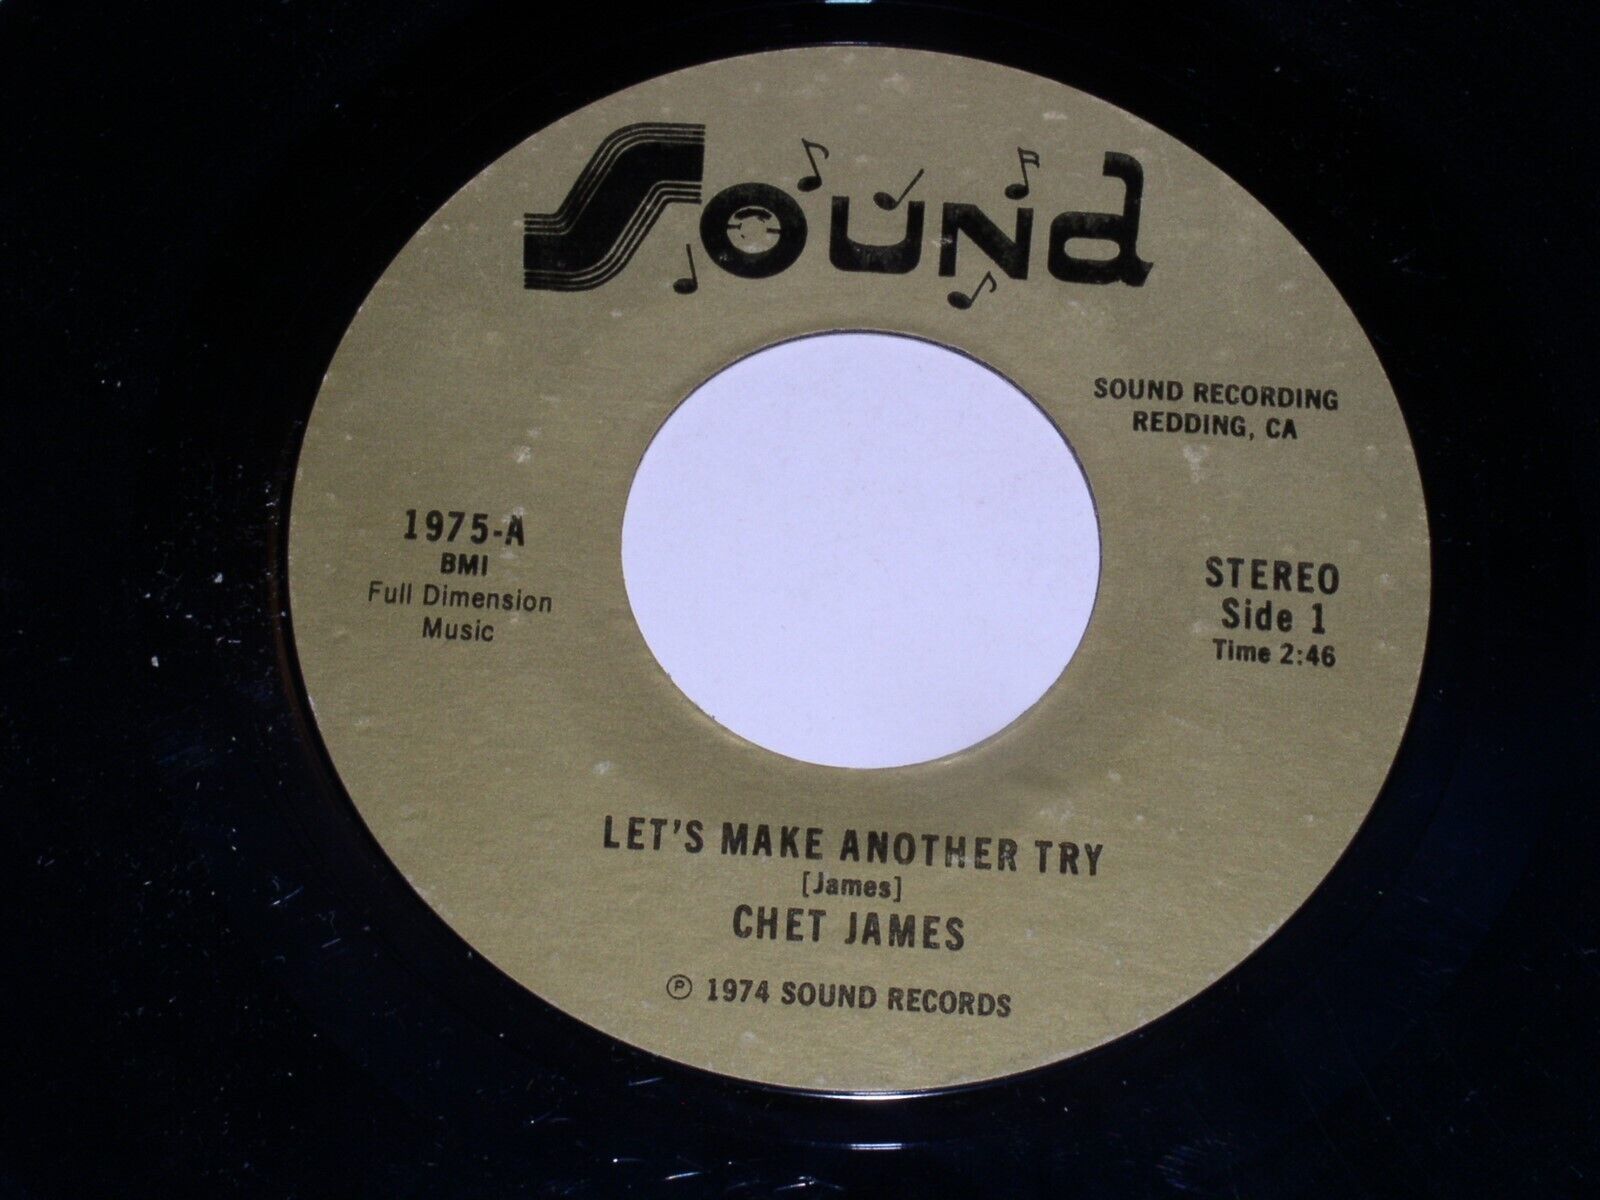 Sound
SOUND RECORDING
REDDING, CA
1975-A
BMI
Full Dimension
Music
STEREO
Side 1
Time 2:46
LET'S MAKE ANOTHER TRY
[James]
CHET JAMES
Ⓟ 1974 SOUND RECORDS